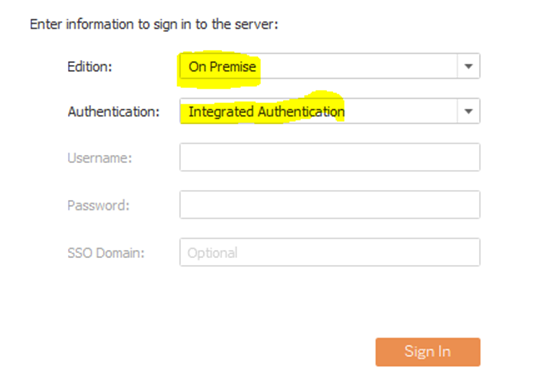 Enter information to sign in to the server:
Edition: On Premise
Authentication: Integrated Authentication
Username:
Password:
SSO Domain: Optional
Sign In